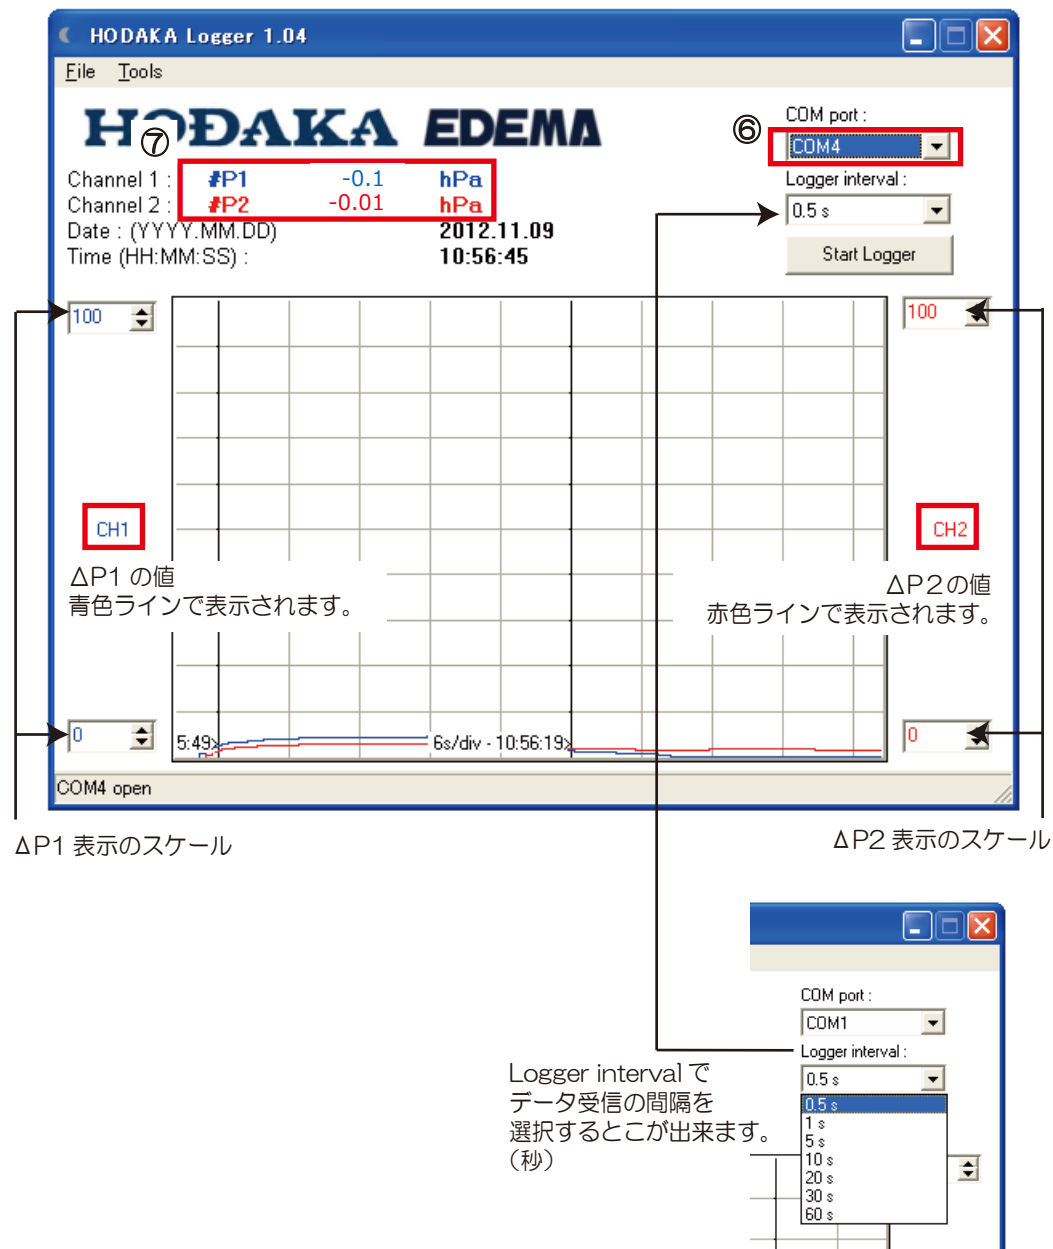 HODAKA Logger 1.04
File Tools
HODAKA EDEMA
⑦
⑥
COM port :
COM4
Channel 1 : #P1 -0.1 hPa
Channel 2 : #P2 -0.01 hPa
Date : (YYYY.MM.DD) 2012.11.09
Time (HH:MM:SS) : 10:56:45
Logger interval :
0.5 s
Start Logger
100
100
CH1
CH2
ΔP1 の値
青色ラインで表示されます。
ΔP2の値
赤色ラインで表示されます。
0
5:49
6s/div - 10:56:19
0
COM4 open
ΔP1 表示のスケール
ΔP2 表示のスケール
COM port :
COM1
Logger interval :
0.5 s
0.5 s
1 s
5 s
10 s
20 s
30 s
60 s
Logger interval で
データ受信の間隔を
選択するとこが出来ます。
（秒）